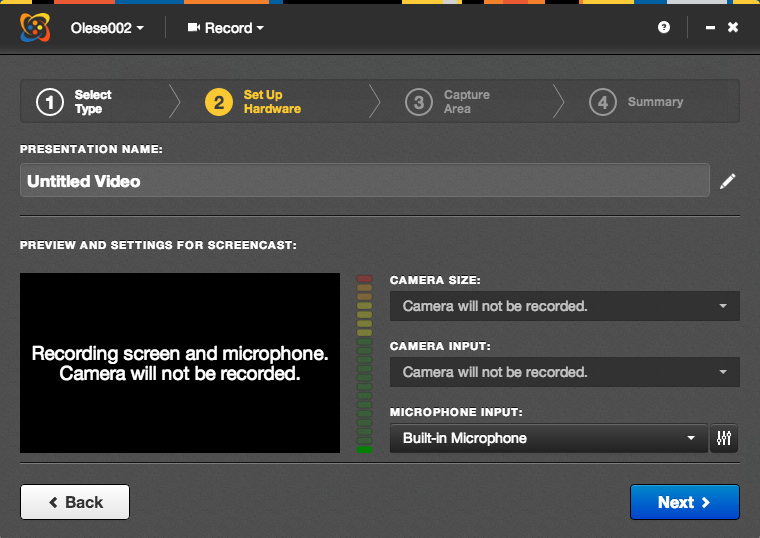 Olese002
Record
1
Select
Type
2
Set Up
Hardware
3
Capture
Area
4
Summary
PRESENTATION NAME:
Untitled Video
PREVIEW AND SETTINGS FOR SCREENCAST:
Recording screen and microphone.
Camera will not be recorded.
CAMERA SIZE:
Camera will not be recorded.
CAMERA INPUT:
Camera will not be recorded.
MICROPHONE INPUT:
Built-in Microphone
Back
Next